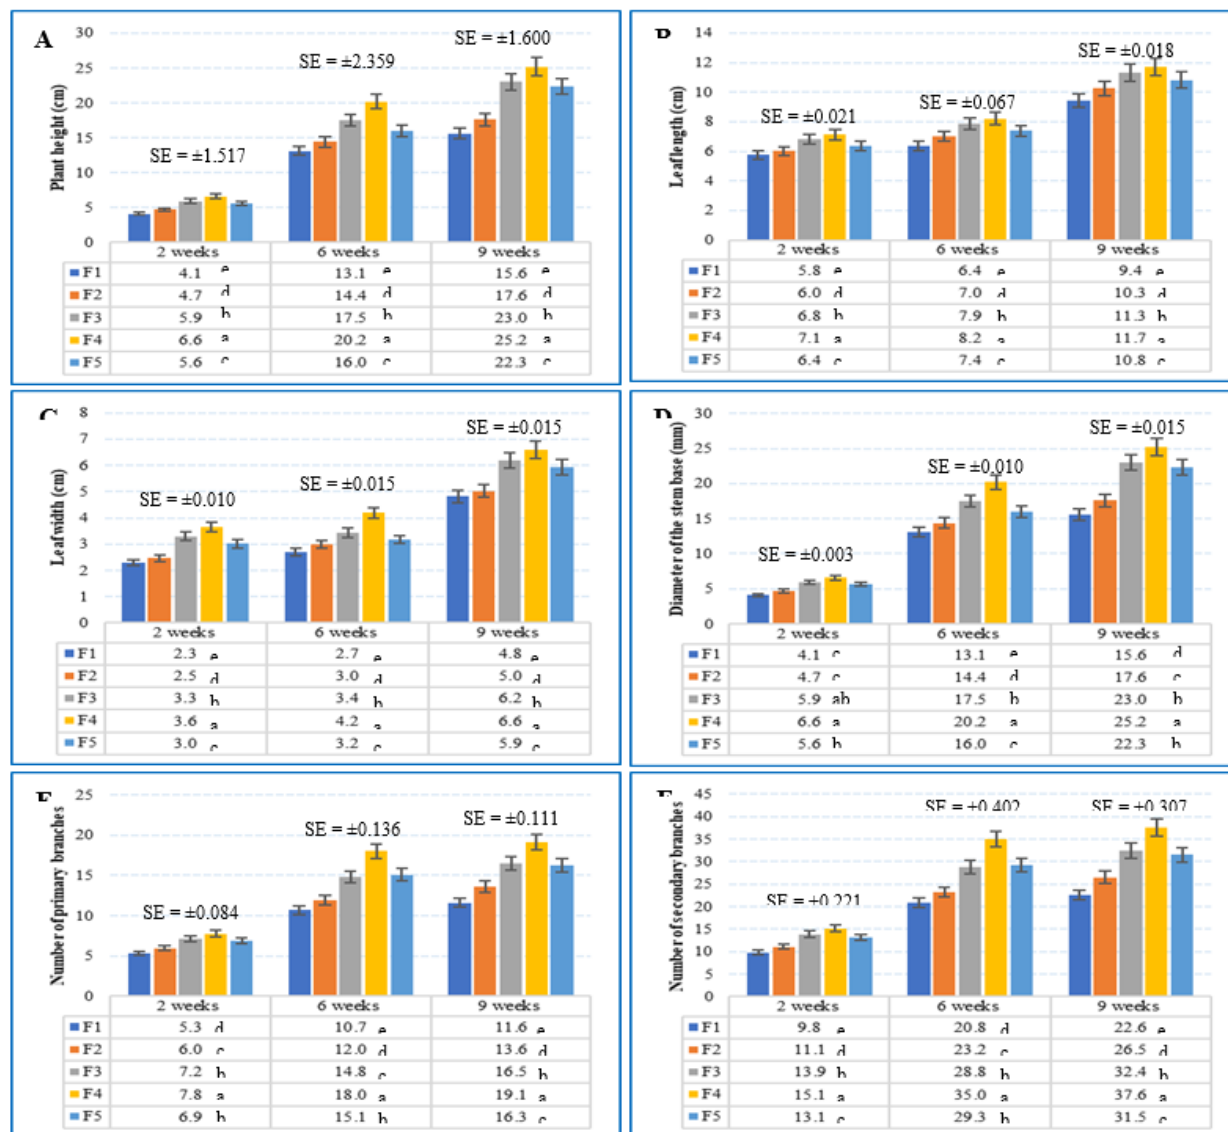 A
Plant height (cm)
30
25
20
15
10
5
0
SE = ±1.517
SE = ±2.359
SE = ±1.600
2 weeks 6 weeks 9 weeks
F1 4.1 e 13.1 e 15.6 e
F2 4.7 d 14.4 d 17.6 d
F3 5.9 b 17.5 b 23.0 b
F4 6.6 a 20.2 a 25.2 a
F5 5.6 c 16.0 c 22.3 c
B
Leaf length (cm)
14
12
10
8
6
4
2
0
SE = ±0.021
SE = ±0.067
SE = ±0.018
2 weeks 6 weeks 9 weeks
F1 5.8 e 6.4 e 9.4 e
F2 6.0 d 7.0 d 10.3 d
F3 6.8 b 7.9 b 11.3 b
F4 7.1 a 8.2 a 11.7 a
F5 6.4 c 7.4 c 10.8 c
C
Leaf width (cm)
8
7
6
5
4
3
2
1
0
SE = ±0.010
SE = ±0.015
SE = ±0.015
2 weeks 6 weeks 9 weeks
F1 2.3 e 2.7 e 4.8 e
F2 2.5 d 3.0 d 5.0 d
F3 3.3 b 3.4 b 6.2 b
F4 3.6 a 4.2 a 6.6 a
F5 3.0 c 3.2 c 5.9 c
D
Diameter of the stem base (mm)
30
25
20
15
10
5
0
SE = ±0.003
SE = ±0.010
SE = ±0.015
2 weeks 6 weeks 9 weeks
F1 4.1 c 13.1 e 15.6 d
F2 4.7 c 14.4 d 17.6 c
F3 5.9 ab 17.5 b 23.0 b
F4 6.6 a 20.2 a 25.2 a
F5 5.6 b 16.0 c 22.3 b
Number of primary branches
25
20
15
10
5
0
SE = ±0.084
SE = ±0.136
SE = ±0.111
2 weeks 6 weeks 9 weeks
F1 5.3 d 10.7 e 11.6 e
F2 6.0 c 12.0 d 13.6 d
F3 7.2 b 14.8 c 16.5 b
F4 7.8 a 18.0 a 19.1 a
F5 6.9 b 15.1 b 16.3 c
Number of secondary branches
45
40
35
30
25
20
15
10
5
0
SE = ±0.221
SE = ±0.402
SE = ±0.307
2 weeks 6 weeks 9 weeks
F1 9.8 e 20.8 d 22.6 e
F2 11.1 d 23.2 c 26.5 d
F3 13.9 b 28.8 b 32.4 b
F4 15.1 a 35.0 a 37.6 a
F5 13.1 c 29.3 b 31.5 c